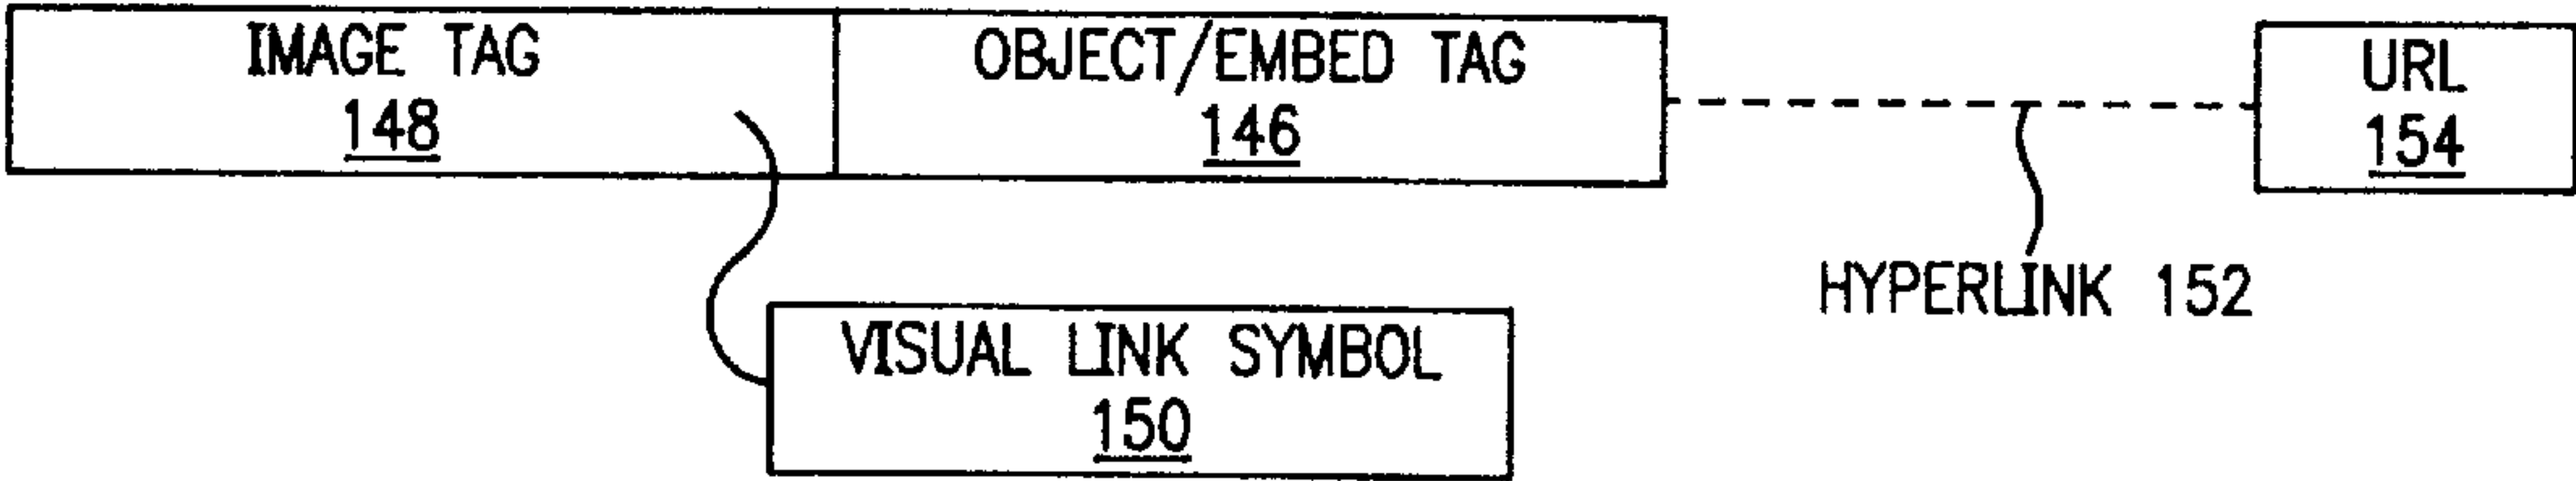 IMAGE TAG
148
OBJECT/EMBED TAG
146
URL
154
HYPERLINK 152
VISUAL LINK SYMBOL
150